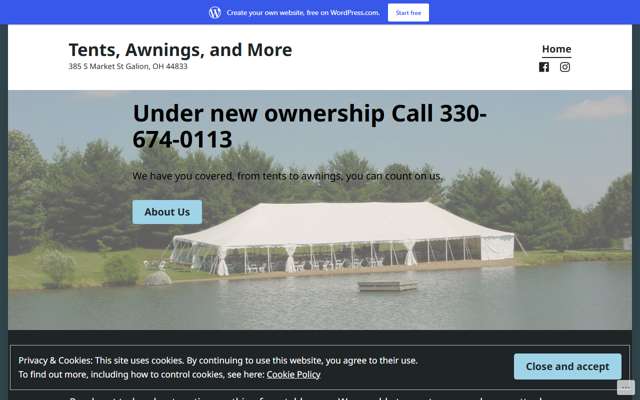 Create your own website, free on WordPress.com.
Start free
Tents, Awnings, and More
385 S Market St Galion, OH 44833
Home
Under new ownership Call 330-
674-0113
We have you covered, from tents to awnings, you can count on us.
About Us
Privacy & Cookies: This site uses cookies. By continuing to use this website, you agree to their use.
To find out more, including how to control cookies, see here: Cookie Policy
Close and accept